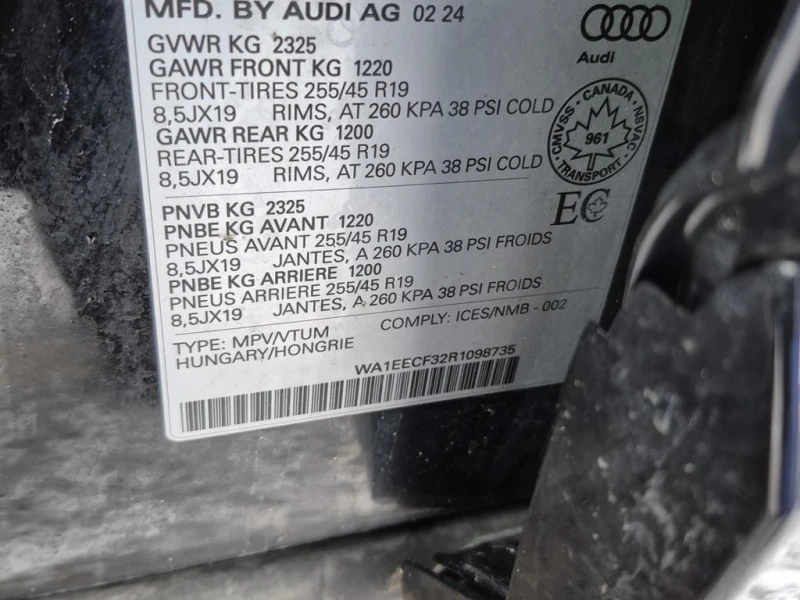 MFD. BY AUDI AG 02 24
Audi
GVWR KG 2325
GAWR FRONT KG 1220
FRONT-TIRES 255/45 R19
8,5JX19 RIMS, AT 260 KPA 38 PSI COLD
GAWR REAR KG 1200
REAR-TIRES 255/45 R19
8,5JX19 RIMS, AT 260 KPA 38 PSI COLD
CMVSS - CANADA - NSVAC
961
TRANSPORT
EC
PNVB KG 2325
PNBE KG AVANT 1220
PNEUS AVANT 255/45 R19
8,5JX19 JANTES, A 260 KPA 38 PSI FROIDS
PNBE KG ARRIERE 1200
PNEUS ARRIERE 255/45 R19
8,5JX19 JANTES, A 260 KPA 38 PSI FROIDS
TYPE: MPV/VTUM COMPLY: ICES/NMB - 002
HUNGARY/HONGRIE
WA1EECF32R1098735